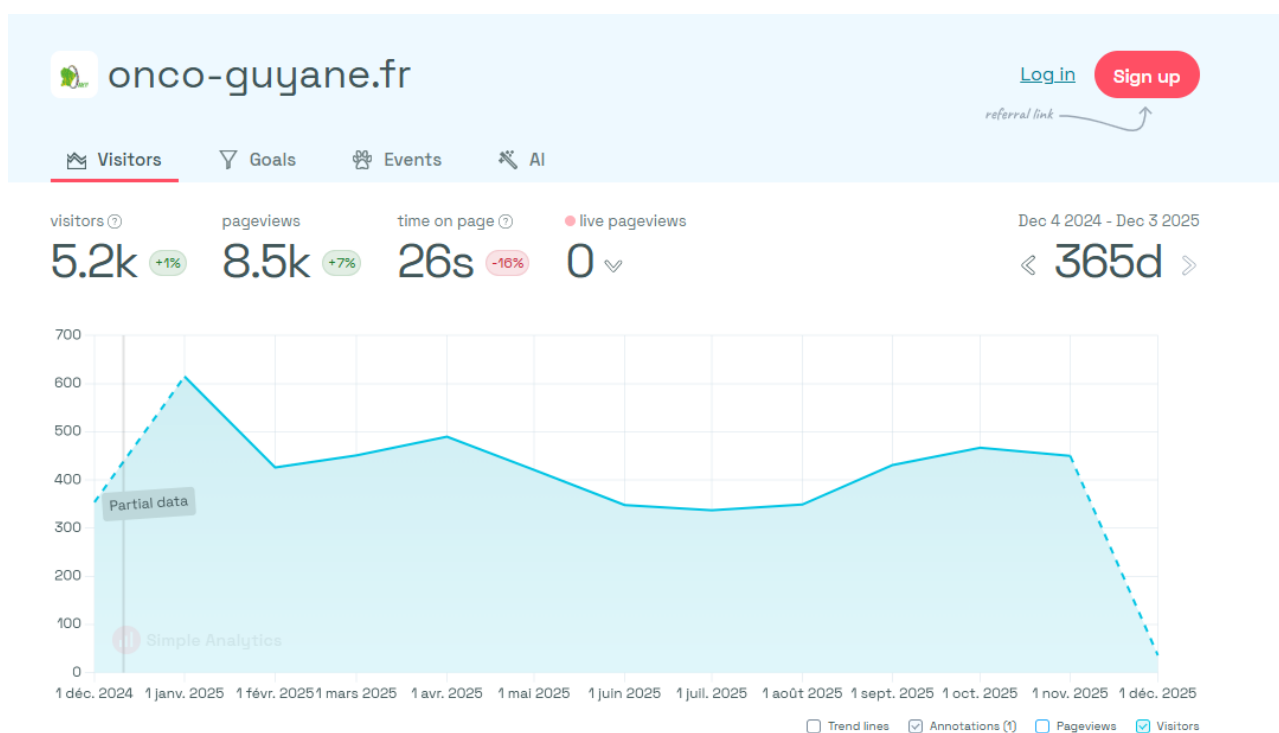 onco-guyane.fr
Log in
Sign up
referral link
Visitors
Goals
Events
AI
visitors ?
pageviews
time on page ?
live pageviews
Dec 4 2024 - Dec 3 2025
5.2k +1%
8.5k +7%
26s -16%
0
365d
700
600
500
400
300
200
100
0
Partial data
Simple Analytics
1 déc. 2024 1 janv. 2025 1 févr. 2025 1 mars 2025 1 avr. 2025 1 mai 2025 1 juin 2025 1 juil. 2025 1 août 2025 1 sept. 2025 1 oct. 2025 1 nov. 2025 1 déc. 2025
Trend lines Annotations (1) Pageviews Visitors